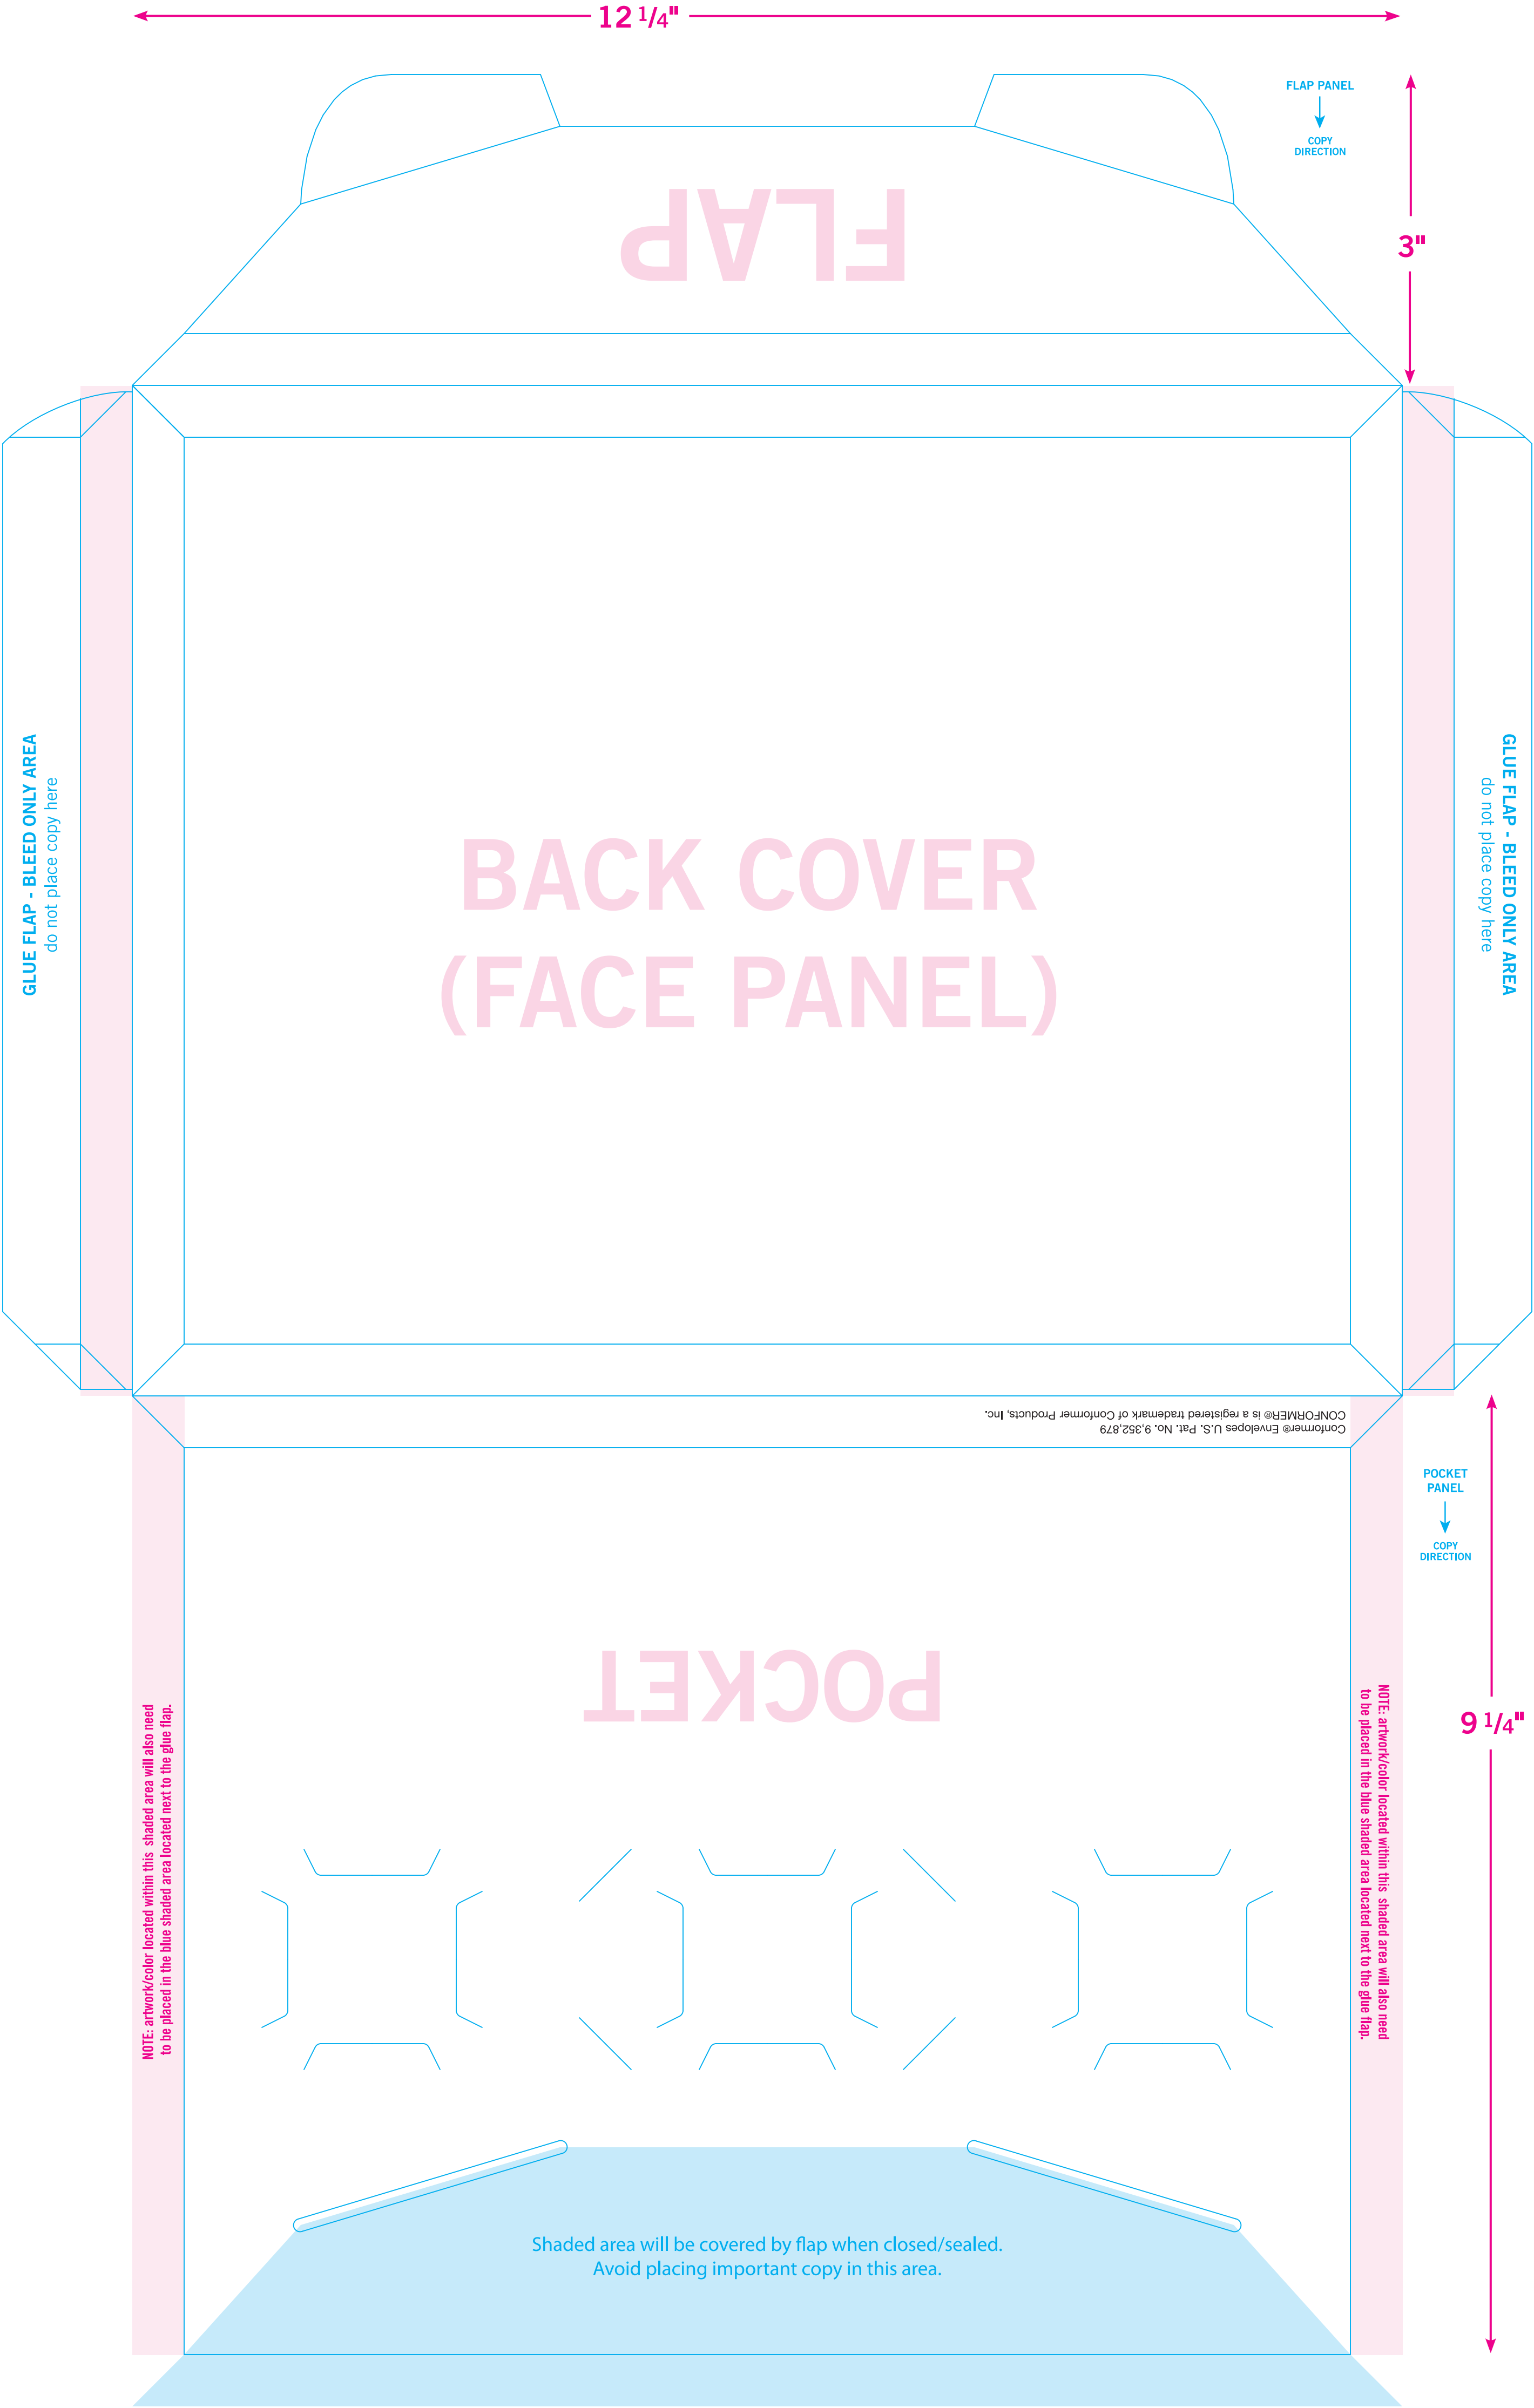 12 1/4"
FLAP PANEL
COPY
DIRECTION
3"
FLAP
GLUE FLAP - BLEED ONLY AREA
do not place copy here
GLUE FLAP - BLEED ONLY AREA
do not place copy here
BACK COVER
(FACE PANEL)
Conformer® Envelopes U.S. Pat. No. 9,352,879
CONFORMER® is a registered trademark of Conformer Products, Inc.
POCKET
PANEL
COPY
DIRECTION
POCKET
9 1/4"
NOTE: artwork/color located within this shaded area will also need
to be placed in the blue shaded area located next to the glue flap.
NOTE: artwork/color located within this shaded area will also need
to be placed in the blue shaded area located next to the glue flap.
Shaded area will be covered by flap when closed/sealed.
Avoid placing important copy in this area.